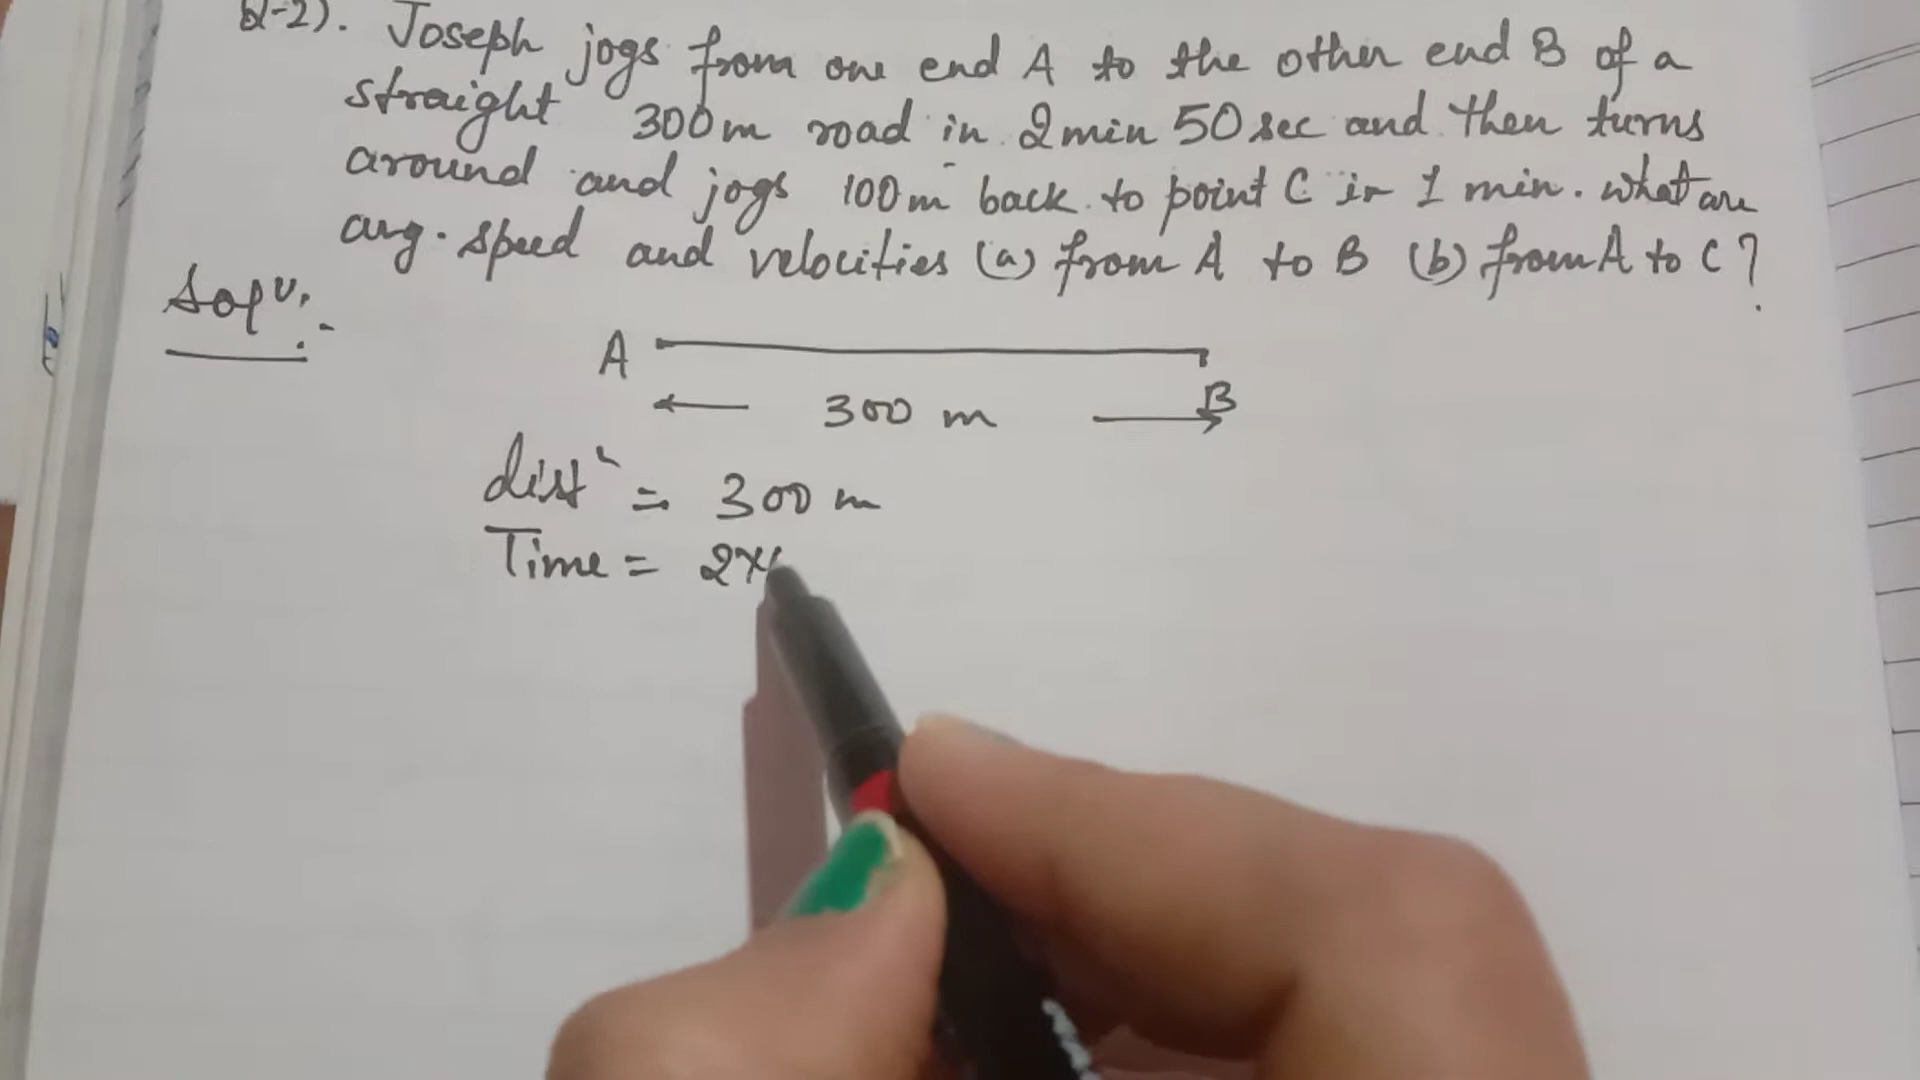 Q-2). Joseph jogs from one end A to the other end B of a
straight 300m road in 2min 50sec and then turns
around and jogs 100m back to point C in 1 min. what are
avg. speed and velocities (a) from A to B (b) from A to C?
A
B
300 m
dist = 300 m
Time = 2×